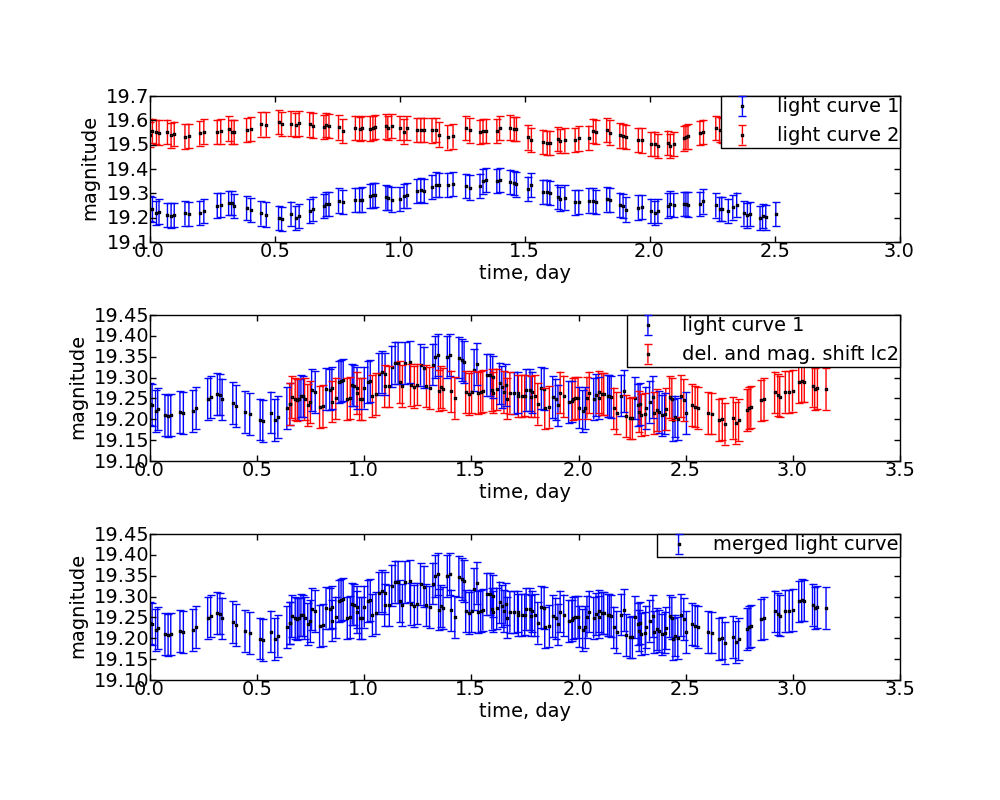 19.7
19.6
19.5
19.4
19.3
19.2
19.1
magnitude
light curve 1
light curve 2
0.0 0.5 1.0 1.5 2.0 2.5 3.0
time, day
19.45
19.40
19.35
19.30
19.25
19.20
19.15
19.10
magnitude
light curve 1
del. and mag. shift lc2
0.0 0.5 1.0 1.5 2.0 2.5 3.0 3.5
time, day
19.45
19.40
19.35
19.30
19.25
19.20
19.15
19.10
magnitude
merged light curve
0.0 0.5 1.0 1.5 2.0 2.5 3.0 3.5
time, day